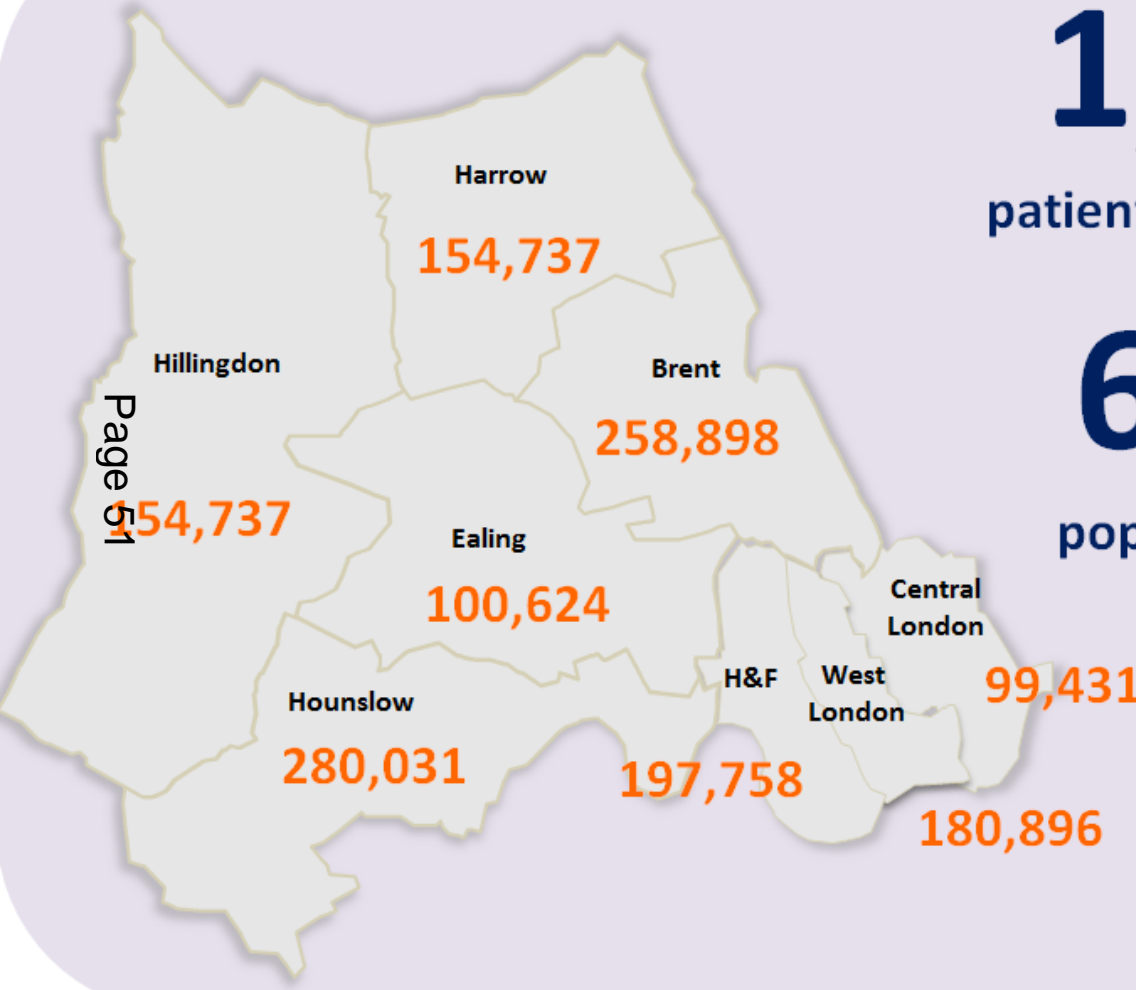 1,
patient
6
pop
Harrow
154,737
Hillingdon
Brent
258,898
Page 51
154,737
Ealing
100,624
Central
London
H&F
West
London
99,431
Hounslow
280,031
197,758
180,896